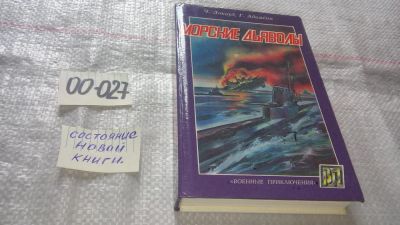 Ч. Локвуд, Г. Адамсон
МОРСКИЕ ДЬЯВОЛЫ
00-027
СОСТОЯНИЕ
НОВОЙ
КНИГИ.
«ВОЕННЫЕ ПРИКЛЮЧЕНИЯ»
ВП